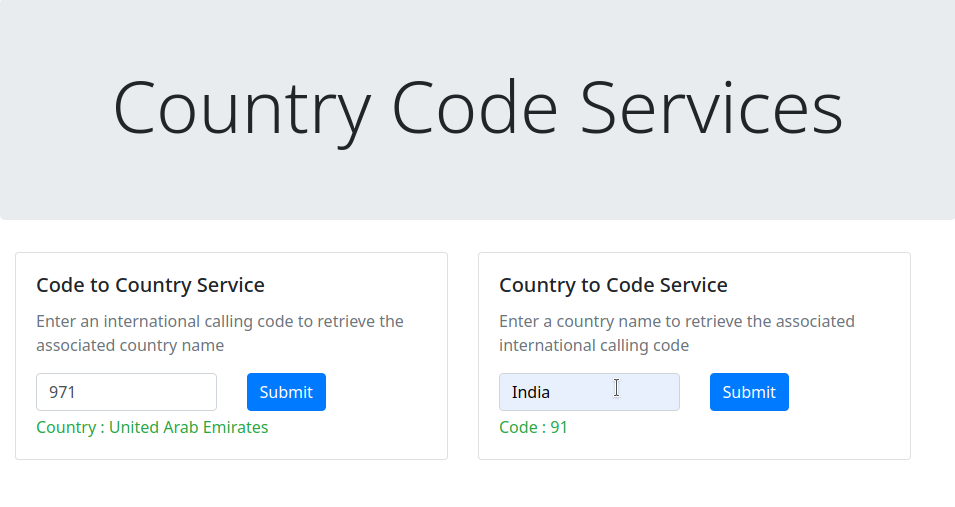 Country Code Services
Code to Country Service
Enter an international calling code to retrieve the
associated country name
971
Submit
Country : United Arab Emirates
Country to Code Service
Enter a country name to retrieve the associated
international calling code
India
Submit
Code : 91